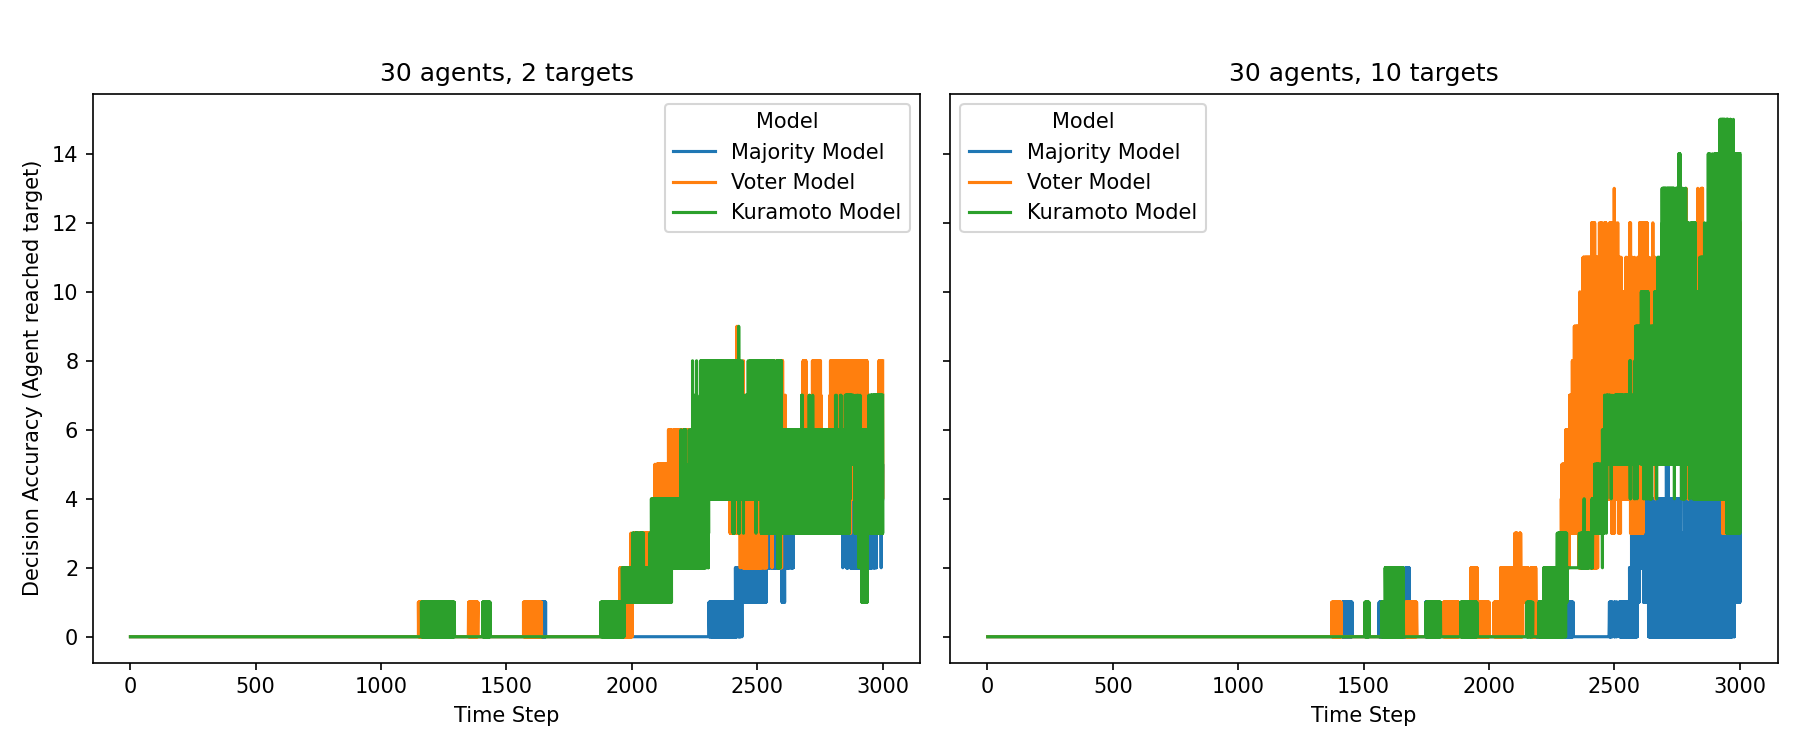 30 agents, 2 targets
Model
Majority Model
Voter Model
Kuramoto Model
Decision Accuracy (Agent reached target)
14
12
10
8
6
4
2
0
0 500 1000 1500 2000 2500 3000
Time Step
30 agents, 10 targets
Model
Majority Model
Voter Model
Kuramoto Model
0 500 1000 1500 2000 2500 3000
Time Step